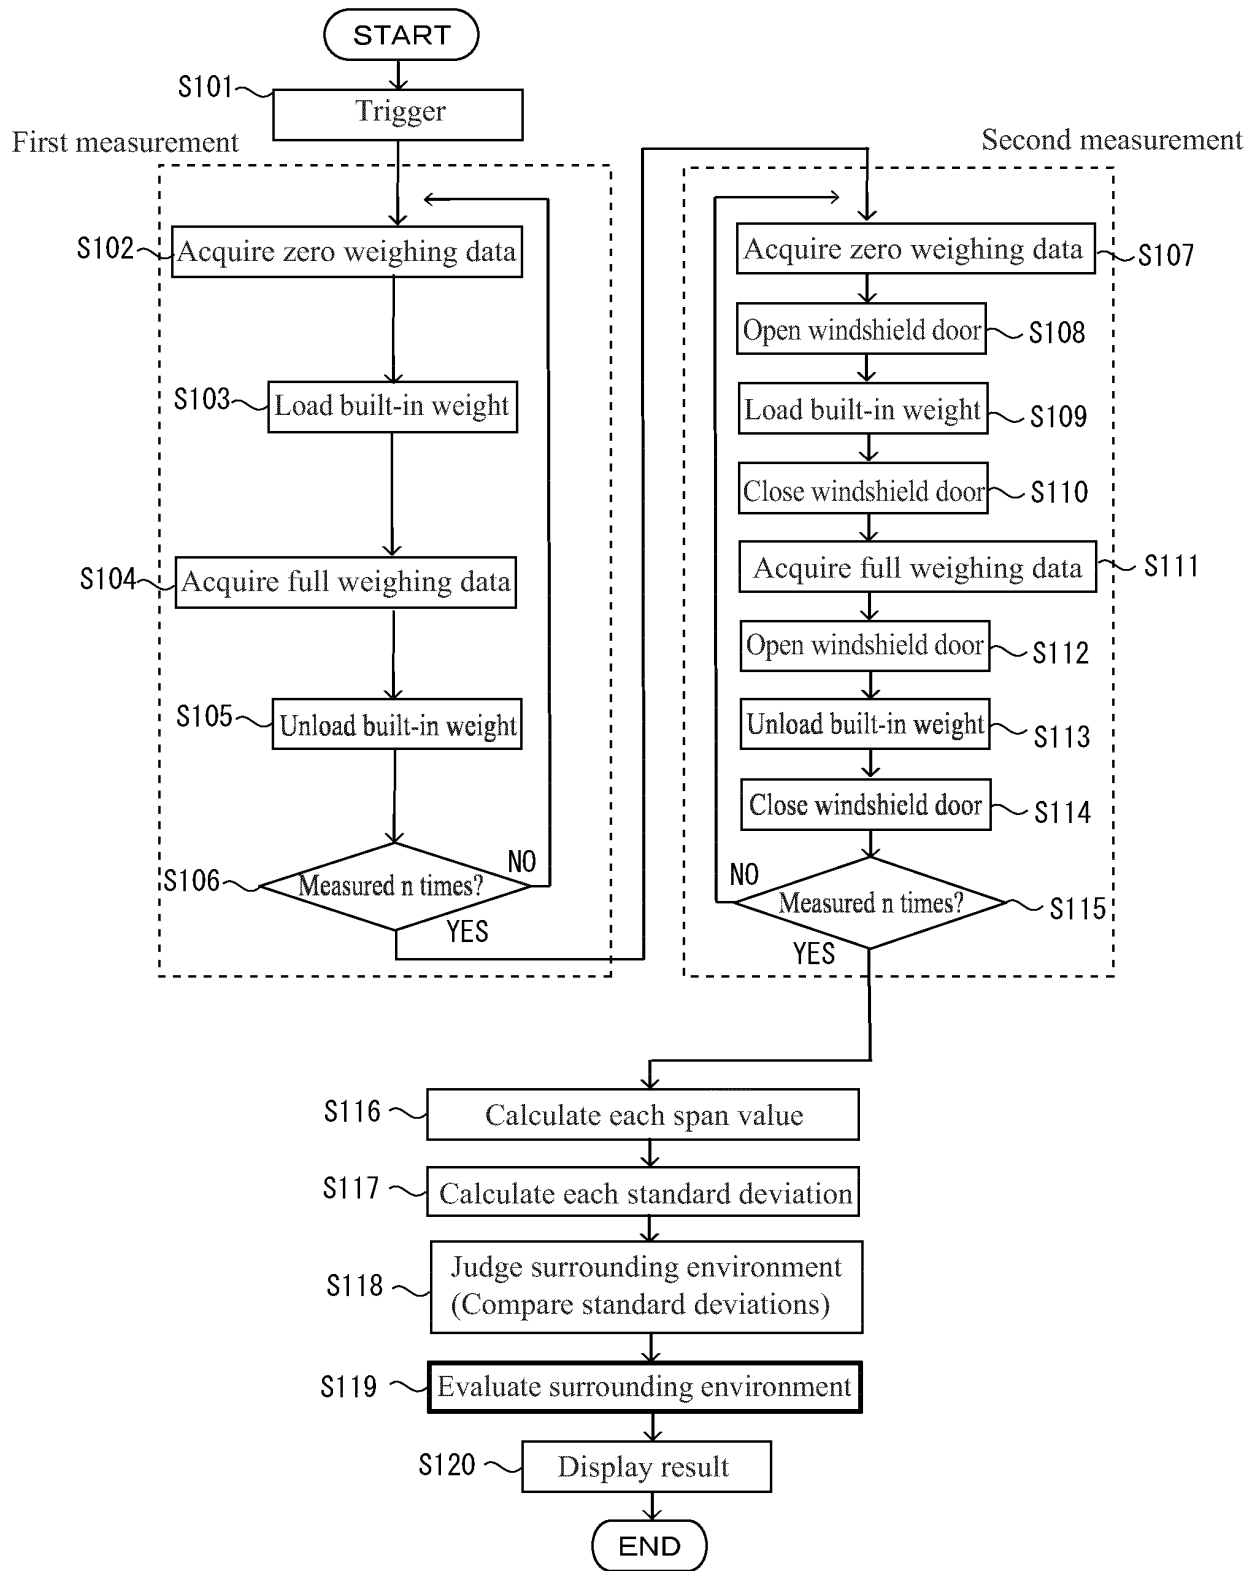 START
S101
Trigger
First measurement
Second measurement
S102
Acquire zero weighing data
S103
Load built-in weight
S104
Acquire full weighing data
S105
Unload built-in weight
S106
Measured n times?
NO
YES
Acquire zero weighing data
S107
Open windshield door
S108
Load built-in weight
S109
Close windshield door
S110
Acquire full weighing data
S111
Open windshield door
S112
Unload built-in weight
S113
Close windshield door
S114
NO
Measured n times?
S115
YES
S116
Calculate each span value
S117
Calculate each standard deviation
S118
Judge surrounding environment
(Compare standard deviations)
S119
Evaluate surrounding environment
S120
Display result
END